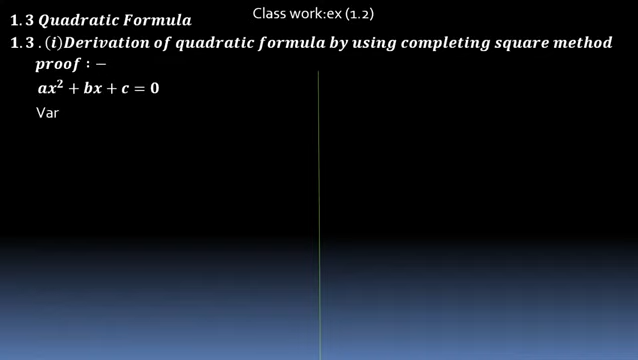 Class work:ex (1.2)
1.3 Quadratic Formula
1.3.(i)Derivation of quadratic formula by using completing square method
proof:−
ax² + bx + c = 0
Var